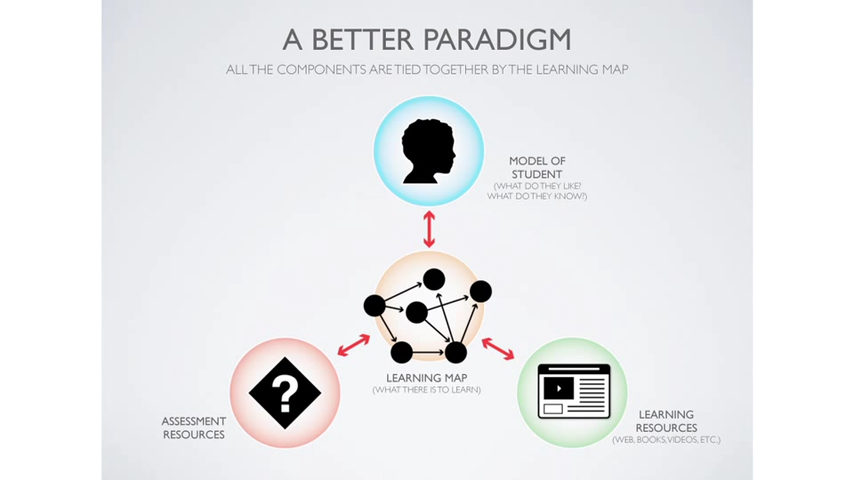 A BETTER PARADIGM
ALL THE COMPONENTS ARE TIED TOGETHER BY THE LEARNING MAP
MODEL OF
STUDENT
(WHAT DO THEY LIKE?
WHAT DO THEY KNOW?)
LEARNING MAP
(WHAT THERE IS TO LEARN)
?
ASSESSMENT
RESOURCES
LEARNING
RESOURCES
(WEB, BOOKS, VIDEOS, ETC.)